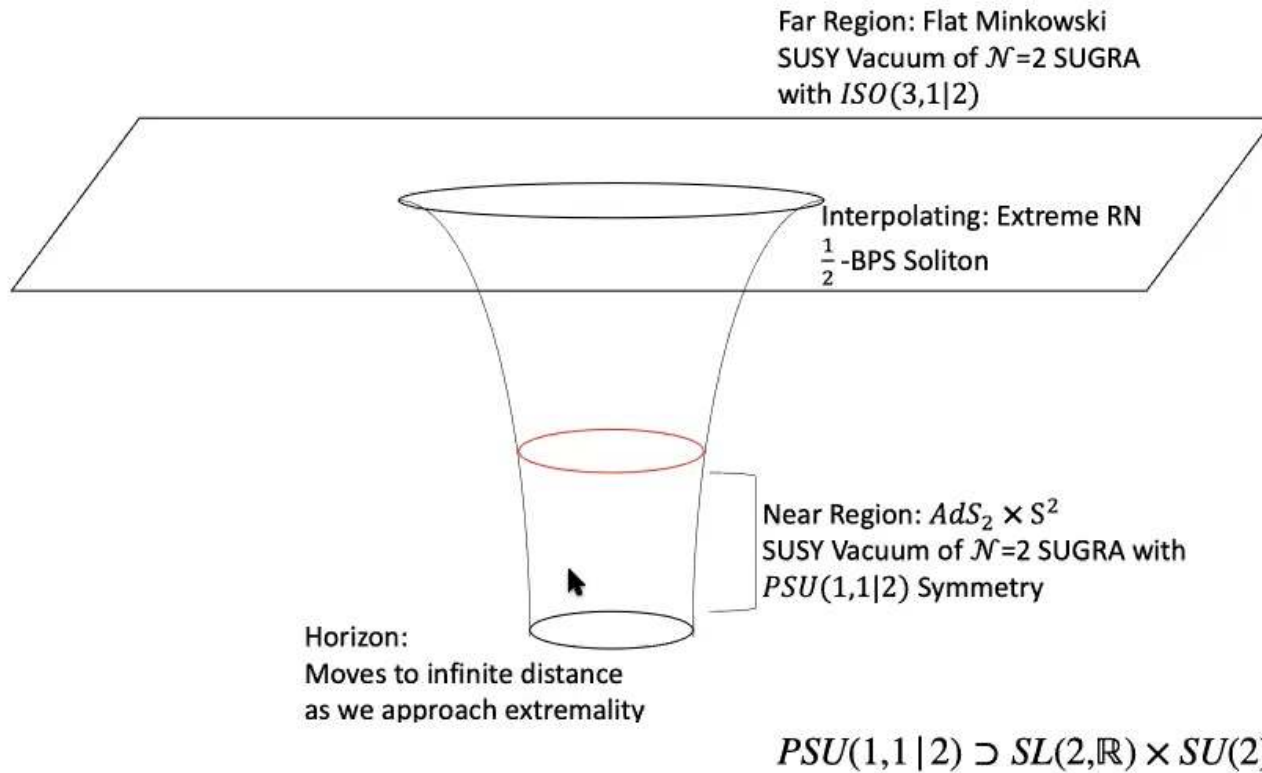 Far Region: Flat Minkowski
SUSY Vacuum of 𝒩=2 SUGRA
with 𝐼𝑆𝑂(3,1|2)
Interpolating: Extreme RN
½ -BPS Soliton
Near Region: 𝐴𝑑𝑆₂ × S²
SUSY Vacuum of 𝒩=2 SUGRA with
𝑃𝑆𝑈(1,1|2) Symmetry
Horizon:
Moves to infinite distance
as we approach extremality
𝑃𝑆𝑈(1,1|2) ⊃ 𝑆𝐿(2,ℝ) × 𝑆𝑈(2)